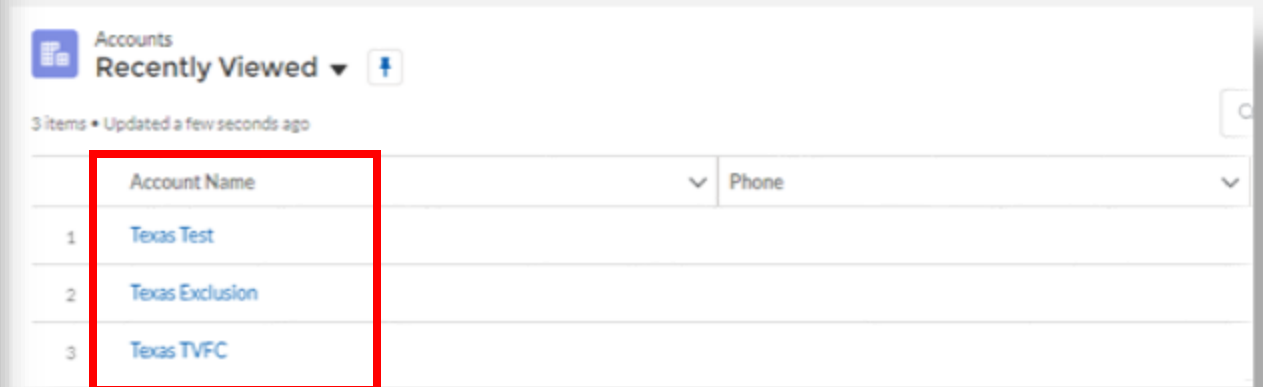 Accounts
Recently Viewed
3 items • Updated a few seconds ago
Account Name Phone
1 Texas Test
2 Texas Exclusion
3 Texas TVFC